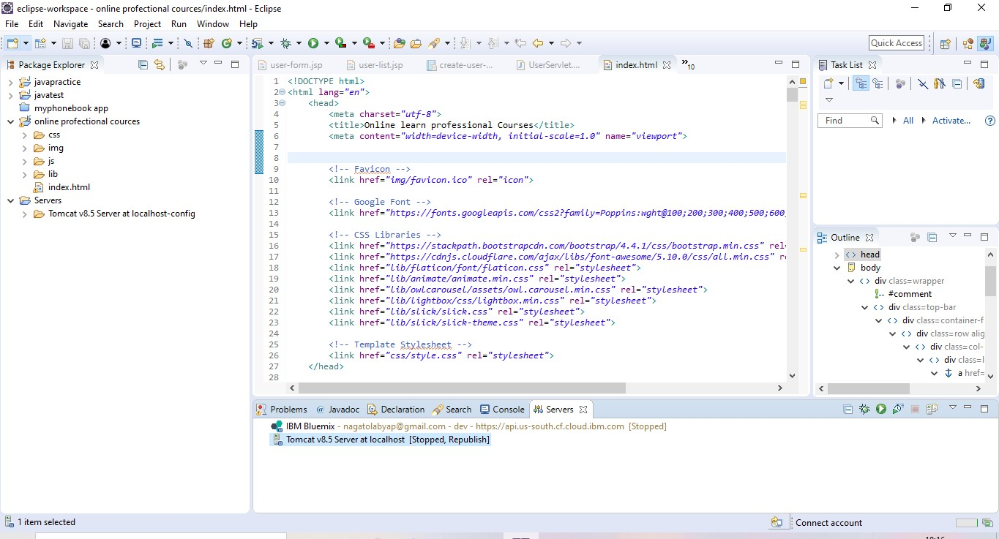 eclipse-workspace - online profectional cources/index.html - Eclipse
File Edit Navigate Search Project Run Window Help
Quick Access
Package Explorer
javapractice
javatest
myphonebook app
online profectional cources
css
img
js
lib
index.html
Servers
Tomcat v8.5 Server at localhost-config
user-form.jsp user-list.jsp create-user-... UserServlet.... index.html »10
1 <!DOCTYPE html>
2 <html lang="en">
3 <head>
4 <meta charset="utf-8">
5 <title>Online learn professional Courses</title>
6 <meta content="width=device-width, initial-scale=1.0" name="viewport">
7
8
9 <!-- Favicon -->
10 <link href="img/favicon.ico" rel="icon">
11
12 <!-- Google Font -->
13 <link href="https://fonts.googleapis.com/css2?family=Poppins:wght@100;200;300;400;500;600;
14
15 <!-- CSS Libraries -->
16 <link href="https://stackpath.bootstrapcdn.com/bootstrap/4.4.1/css/bootstrap.min.css" rel=
17 <link href="https://cdnjs.cloudflare.com/ajax/libs/font-awesome/5.10.0/css/all.min.css" r
18 <link href="lib/flaticon/font/flaticon.css" rel="stylesheet">
19 <link href="lib/animate/animate.min.css" rel="stylesheet">
20 <link href="lib/owlcarousel/assets/owl.carousel.min.css" rel="stylesheet">
21 <link href="lib/lightbox/css/lightbox.min.css" rel="stylesheet">
22 <link href="lib/slick/slick.css" rel="stylesheet">
23 <link href="lib/slick/slick-theme.css" rel="stylesheet">
24
25 <!-- Template Stylesheet -->
26 <link href="css/style.css" rel="stylesheet">
27 </head>
28
Task List
Find All Activate...
Outline
head
body
div class=wrapper
#comment
div class=top-bar
div class=container-f
div class=row alig
div class=col-
div class=l
a href=
Problems @ Javadoc Declaration Search Console Servers
IBM Bluemix - nagatolabyap@gmail.com - dev - https://api.us-south.cf.cloud.ibm.com [Stopped]
Tomcat v8.5 Server at localhost [Stopped, Republish]
1 item selected
Connect account